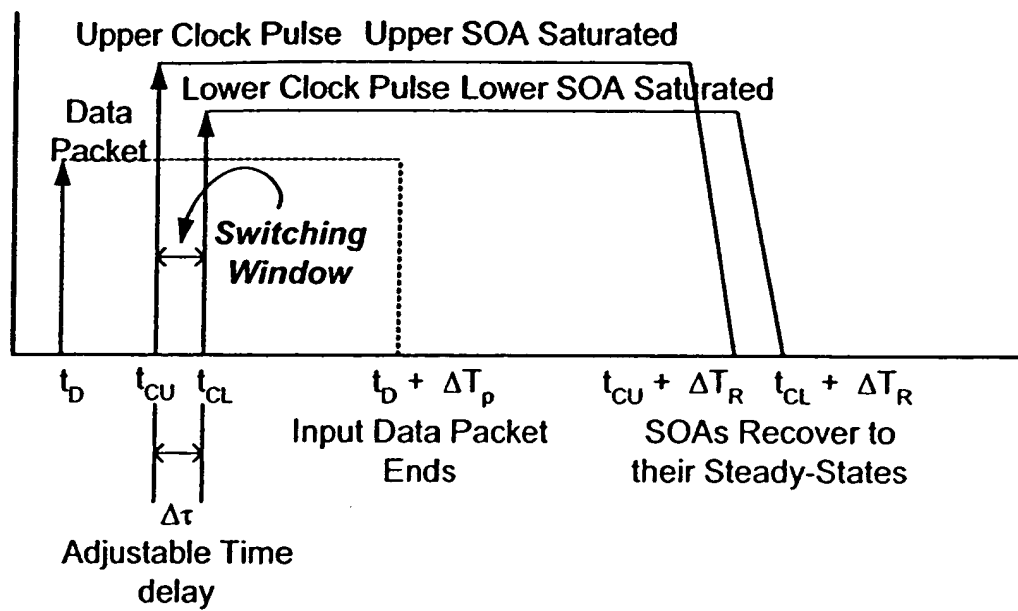 Upper Clock Pulse Upper SOA Saturated
Lower Clock Pulse Lower SOA Saturated
Data
Packet
Switching
Window
t_D t_CU t_CL t_D + ΔT_p t_CU + ΔT_R t_CL + ΔT_R
Input Data Packet
Ends
SOAs Recover to
their Steady-States
Δτ
Adjustable Time
delay